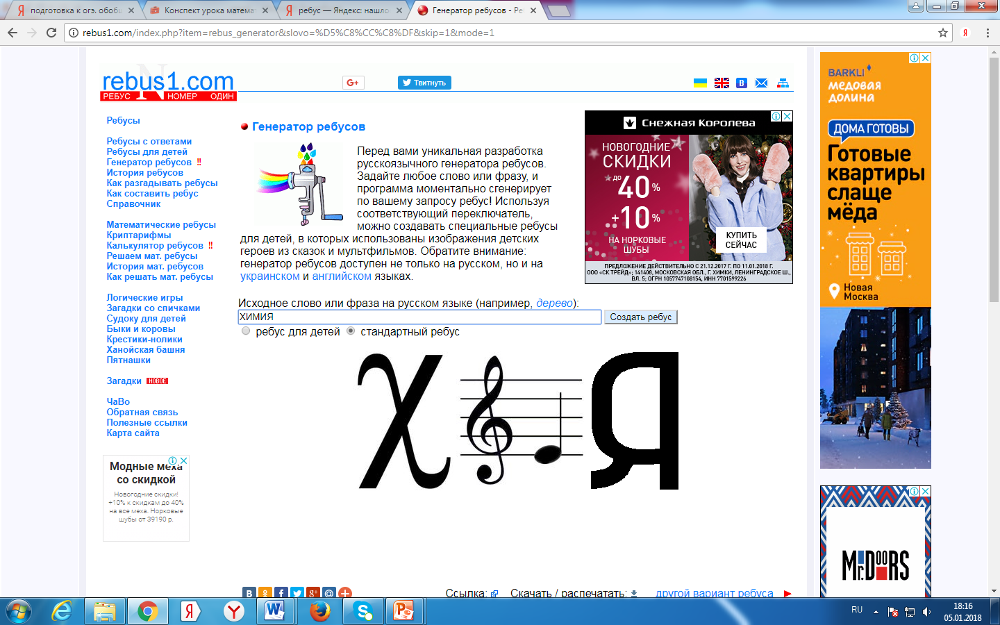 подготовка к огэ. обобщ
Конспект урока матема
ребус — Яндекс: нашло
Генератор ребусов - Ре
rebus1.com/index.php?item=rebus_generator&slovo=%D5%C8%CC%C8%DF&skip=1&mode=1
rebus1.com
РЕБУС N НОМЕР ОДИН
G+
Твитнуть
Ребусы
Ребусы с ответами
Ребусы для детей
Генератор ребусов !!
История ребусов
Как разгадывать ребусы
Как составить ребус
Справочник
Математические ребусы
Криптарифмы
Калькулятор ребусов !!
Решаем мат. ребусы
История мат. ребусов
Как решать мат. ребусы
Логические игры
Загадки со спичками
Судоку для детей
Быки и коровы
Крестики-нолики
Ханойская башня
Пятнашки
Загадки НОВОЕ
ЧаВо
Обратная связь
Полезные ссылки
Карта сайта
Модные меха
со скидкой
Новогодние скидки!
+10% к скидкам до 40%
на все меха. Норковые
шубы от 39190 р.
Генератор ребусов
Перед вами уникальная разработка
русскоязычного генератора ребусов.
Задайте любое слово или фразу, и
программа моментально сгенерирует
по вашему запросу ребус! Используя
соответствующий переключатель,
можно создавать специальные ребусы
для детей, в которых использованы изображения детских
героев из сказок и мультфильмов. Обратите внимание:
генератор ребусов доступен не только на русском, но и на
украинском и английском языках.
Исходное слово или фраза на русском языке (например, дерево):
ХИМИЯ
Создать ребус
ребус для детей стандартный ребус
χ Я
Ссылка: Скачать / распечатать: другой вариант ребуса
СНЕЖНАЯ КОРОЛЕВА
НОВОГОДНИЕ
СКИДКИ
до 40%
+10%
НА НОРКОВЫЕ
ШУБЫ
КУПИТЬ
СЕЙЧАС
ПРЕДЛОЖЕНИЕ ДЕЙСТВИТЕЛЬНО С 21.12.2017 Г. ПО 11.01.2018 Г.
ООО «СК ТРЕЙД»; 141408, МОСКОВСКАЯ ОБЛ., Г. ХИМКИ, ЛЕНИНГРАДСКОЕ Ш.,
ВЛ. 5; ОГРН 1057747108154, ИНН 7701599226
BARKLI
медовая
долина
ДОМА ГОТОВЫ
Готовые
квартиры
слаще
мёда
Новая
Москва
Mr.DOORS
RU
18:16
05.01.2018